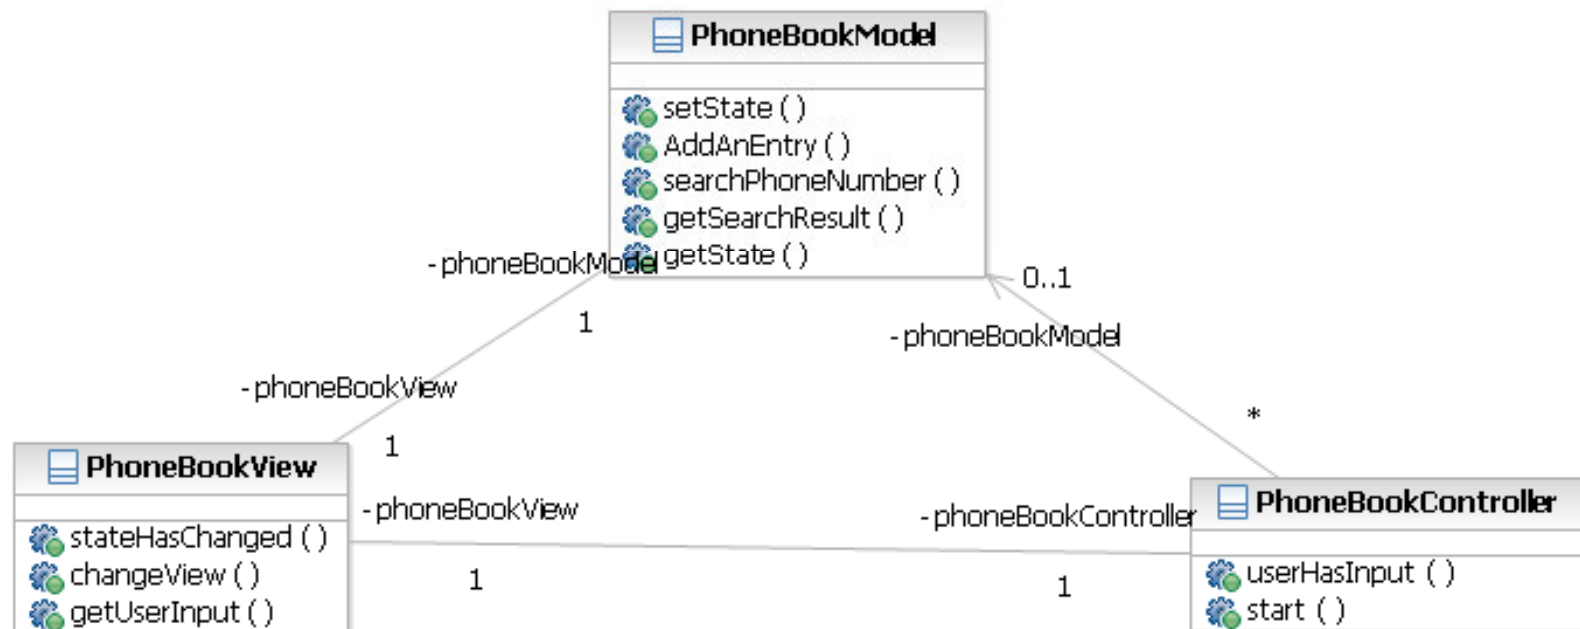 PhoneBookModel
setState ( )
AddAnEntry ( )
searchPhoneNumber ( )
getSearchResult ( )
getState ( )
- phoneBookModel
1
0..1
- phoneBookModel
- phoneBookView
1
*
PhoneBookView
stateHasChanged ( )
changeView ( )
getUserInput ( )
- phoneBookView
1
- phoneBookController
1
PhoneBookController
userHasInput ( )
start ( )